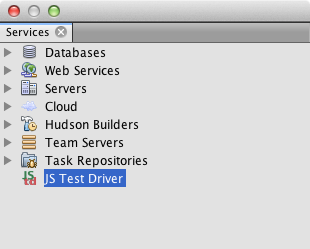 Services
Databases
Web Services
Servers
Cloud
Hudson Builders
Team Servers
Task Repositories
JS Test Driver